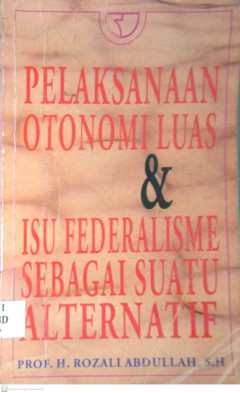 PELAKSANAAN
OTONOMI LUAS
&
ISU FEDERALISME
SEBAGAI SUATU
ALTERNATIF
PROF. H. ROZALI ABDULLAH, S.H